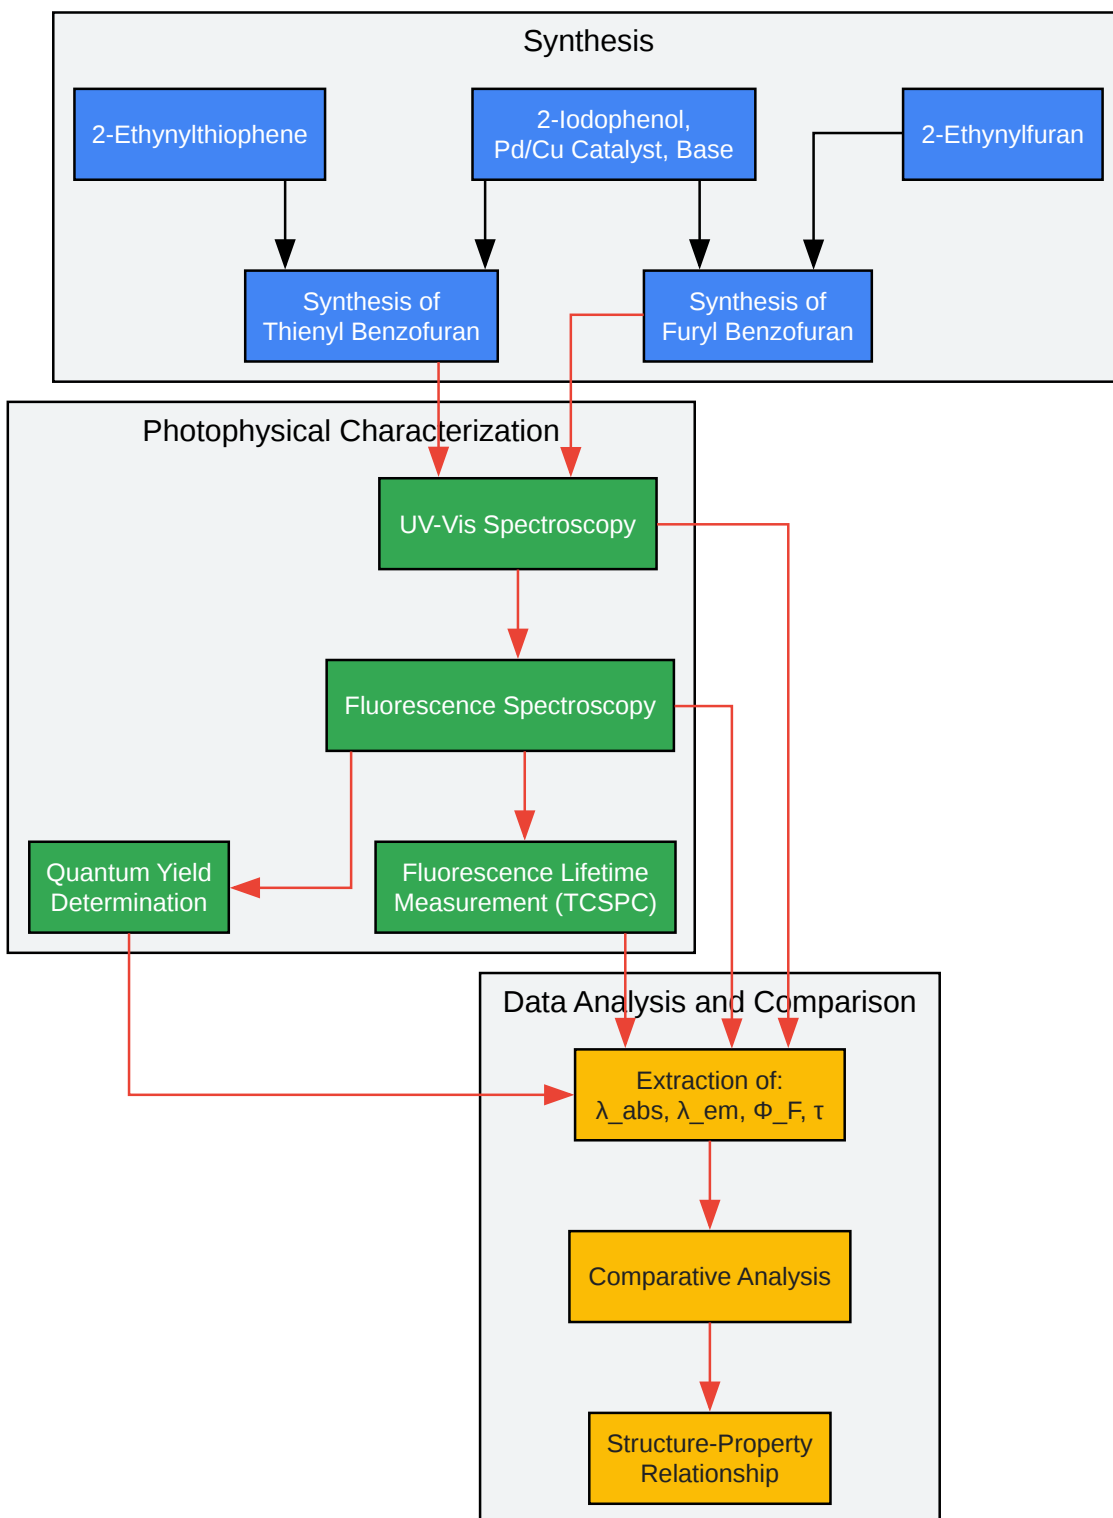 Synthesis
2-Ethynylthiophene
2-Iodophenol,
Pd/Cu Catalyst, Base
2-Ethynylfuran
Synthesis of
Thienyl Benzofuran
Synthesis of
Furyl Benzofuran
Photophysical Characterization
UV-Vis Spectroscopy
Fluorescence Spectroscopy
Quantum Yield
Determination
Fluorescence Lifetime
Measurement (TCSPC)
Data Analysis and Comparison
Extraction of:
λ_abs, λ_em, Φ_F, τ
Comparative Analysis
Structure-Property
Relationship